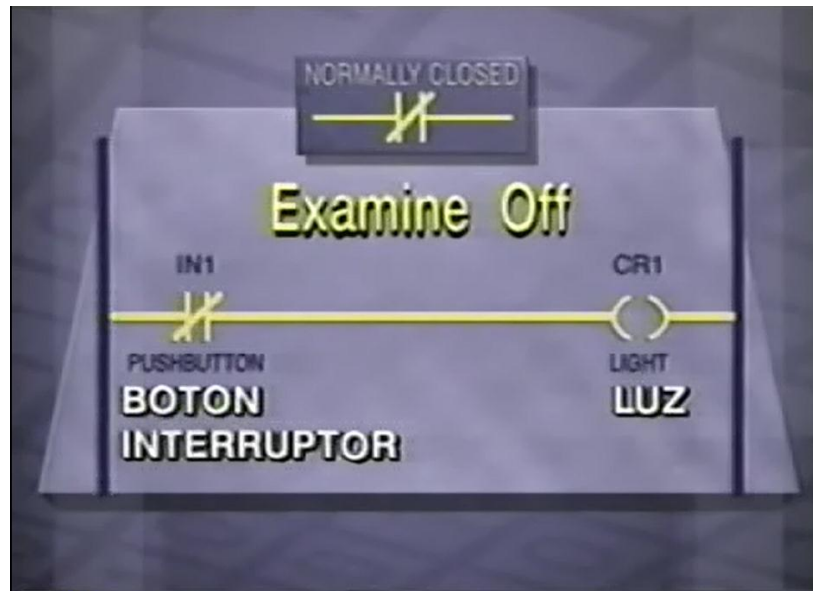 NORMALLY CLOSED
Examine Off
IN1 CR1
PUSHBUTTON LIGHT
BOTON LUZ
INTERRUPTOR